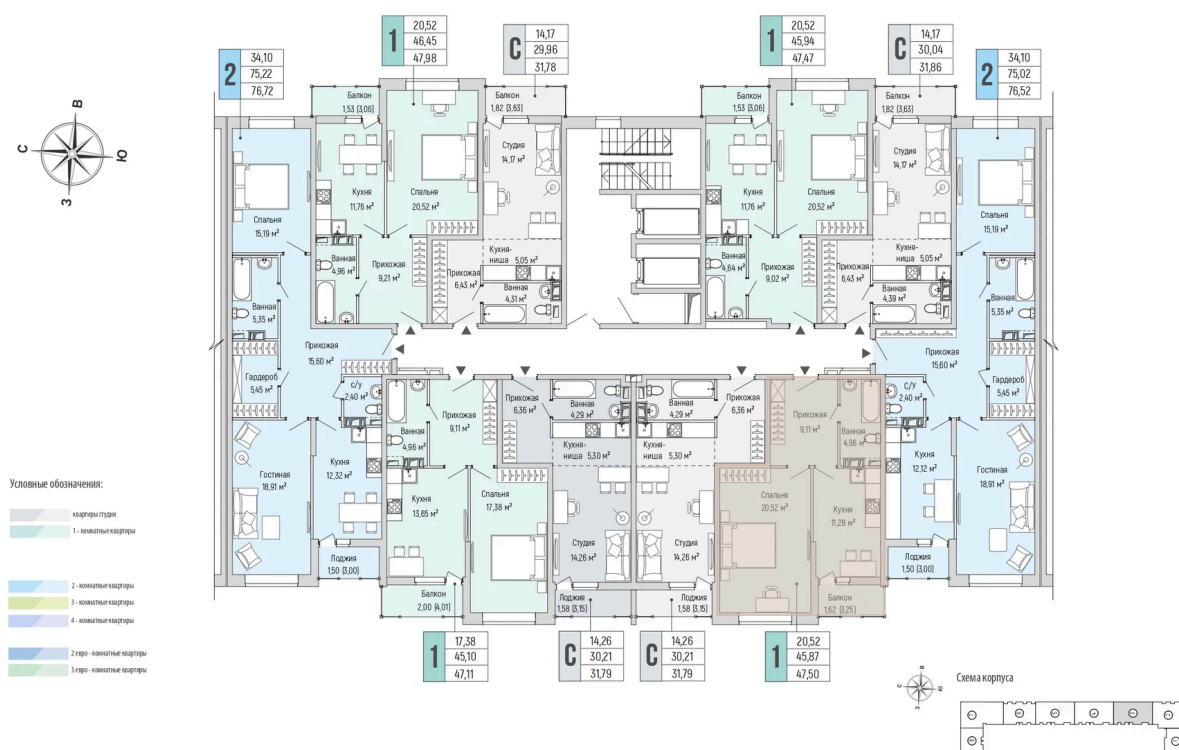 20,52
46,45
47,98
1
14,17
29,96
31,78
С
20,52
45,94
47,47
1
14,17
30,04
31,86
С
34,10
75,22
76,72
2
34,10
75,02
76,52
2
В
С
Ю
З
Балкон
1,53 (3,06)
Балкон
1,82 (3,63)
Балкон
1,53 (3,06)
Балкон
1,82 (3,63)
Спальня
15,19 м²
Кухня
11,76 м²
Спальня
20,52 м²
Студия
14,17 м²
Кухня
11,76 м²
Спальня
20,52 м²
Студия
14,17 м²
Спальня
15,19 м²
Ванная
4,96 м²
Прихожая
9,21 м²
Прихожая
6,43 м²
Кухня-
ниша 5,05 м²
Ванная
4,31 м²
Ванная
4,64 м²
Прихожая
9,02 м²
Прихожая
6,43 м²
Кухня-
ниша 5,05 м²
Ванная
4,39 м²
Ванная
5,35 м²
Ванная
5,35 м²
Прихожая
15,60 м²
Прихожая
15,60 м²
Гардероб
5,45 м²
С/У
2,40 м²
Гардероб
5,45 м²
С/У
2,40 м²
Гостиная
18,91 м²
Кухня
12,32 м²
Лоджия
1,50 (3,00)
4,96 м²
Прихожая
9,11 м²
Кухня
13,65 м²
Спальня
17,38 м²
Балкон
2,00 (4,01)
Прихожая
6,36 м²
Ванная
4,29 м²
Кухня-
ниша 5,30 м²
Студия
14,26 м²
Лоджия
1,58 (3,15)
Ванная
4,29 м²
Прихожая
6,36 м²
Кухня-
ниша 5,30 м²
Студия
14,26 м²
Лоджия
1,58 (3,15)
Прихожая
9,11 м²
Ванная
4,96 м²
Спальня
20,52 м²
Кухня
11,28 м²
Балкон
1,62 (3,25)
Кухня
12,12 м²
Гостиная
18,91 м²
Лоджия
1,50 (3,00)
1
17,38
45,10
47,11
С
14,26
30,21
31,79
С
14,26
30,21
31,79
1
20,52
45,87
47,50
Условные обозначения:
квартиры студии
1 - комнатные квартиры
2 - комнатные квартиры
3 - комнатные квартиры
4 - комнатные квартиры
2 евро - комнатные квартиры
3 евро - комнатные квартиры
В
С
Ю
З
Схема корпуса